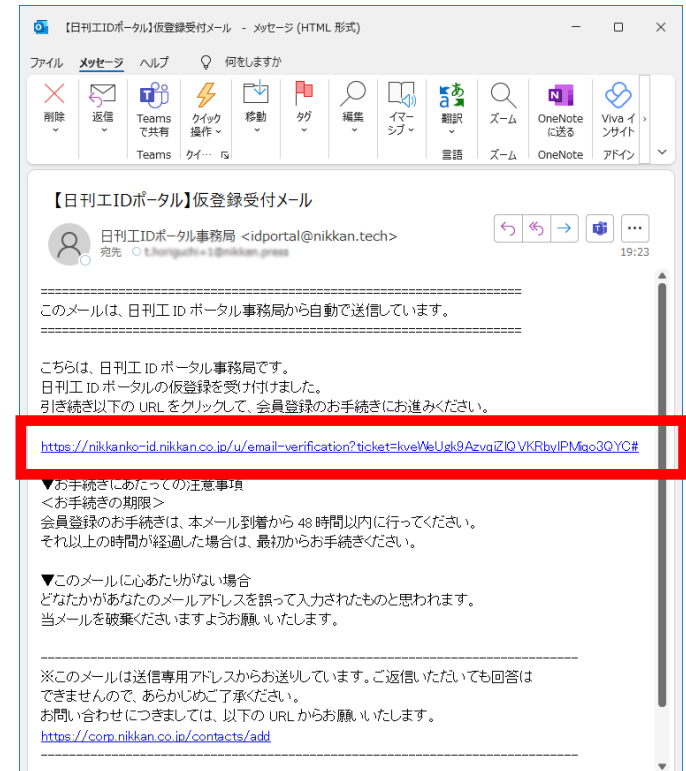 【日刊工IDポータル】仮登録受付メール - メッセージ (HTML 形式)
ファイル メッセージ ヘルプ 何をしますか
削除 返信 Teams で共有 クイック 操作 移動 タグ 編集 イマー シブ 翻訳 ズーム OneNote に送る Viva イ ンサイト
Teams クイ… 言語 ズーム OneNote アドイン
【日刊工IDポータル】仮登録受付メール
日刊工IDポータル事務局 <idportal@nikkan.tech>
宛先
19:23
====================================================================
このメールは、日刊工 ID ポータル事務局から自動で送信しています。
====================================================================
こちらは、日刊工 ID ポータル事務局です。
日刊工 ID ポータルの仮登録を受け付けました。
引き続き以下の URL をクリックして、会員登録のお手続きにお進みください。
https://nikkanko-id.nikkan.co.jp/u/email-verification?ticket=kveWeUgk9AzvqiZIQVKRbyIPMiqo3QYC#
▼お手続きにあたっての注意事項
<お手続きの期限>
会員登録のお手続きは、本メール到着から 48 時間以内に行ってください。
それ以上の時間が経過した場合は、最初からお手続きください。
▼このメールに心あたりがない場合
どなたかがあなたのメールアドレスを誤って入力されたものと思われます。
当メールを破棄くださいますようお願いいたします。
--------------------------------------------------------------------
※このメールは送信専用アドレスからお送りしています。ご返信いただいても回答は
できませんので、あらかじめご了承ください。
お問い合わせにつきましては、以下の URL からお願いいたします。
https://corp.nikkan.co.jp/contacts/add
--------------------------------------------------------------------